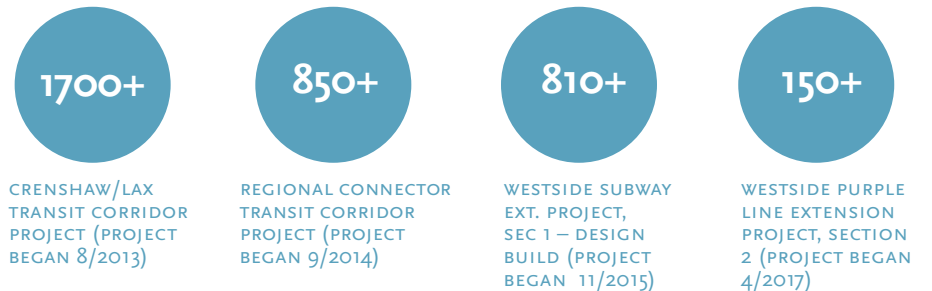 1700+
CRENSHAW/LAX
TRANSIT CORRIDOR
PROJECT (PROJECT
BEGAN 8/2013)
850+
REGIONAL CONNECTOR
TRANSIT CORRIDOR
PROJECT (PROJECT
BEGAN 9/2014)
810+
WESTSIDE SUBWAY
EXT. PROJECT,
SEC 1 – DESIGN
BUILD (PROJECT
BEGAN 11/2015)
150+
WESTSIDE PURPLE
LINE EXTENSION
PROJECT, SECTION
2 (PROJECT BEGAN
4/2017)